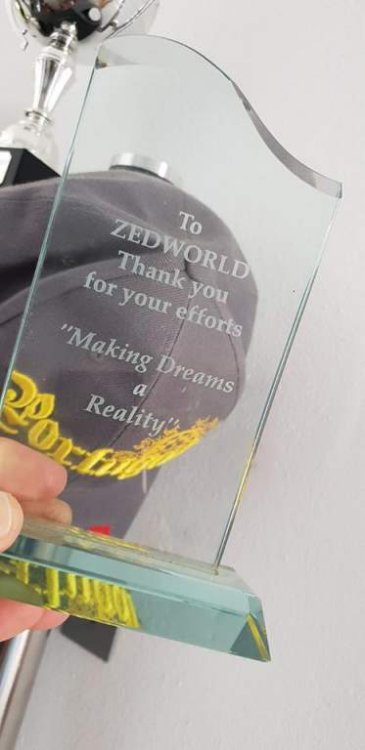 To
ZEDWORLD
Thank you
for your efforts
"Making Dreams
a
Reality"